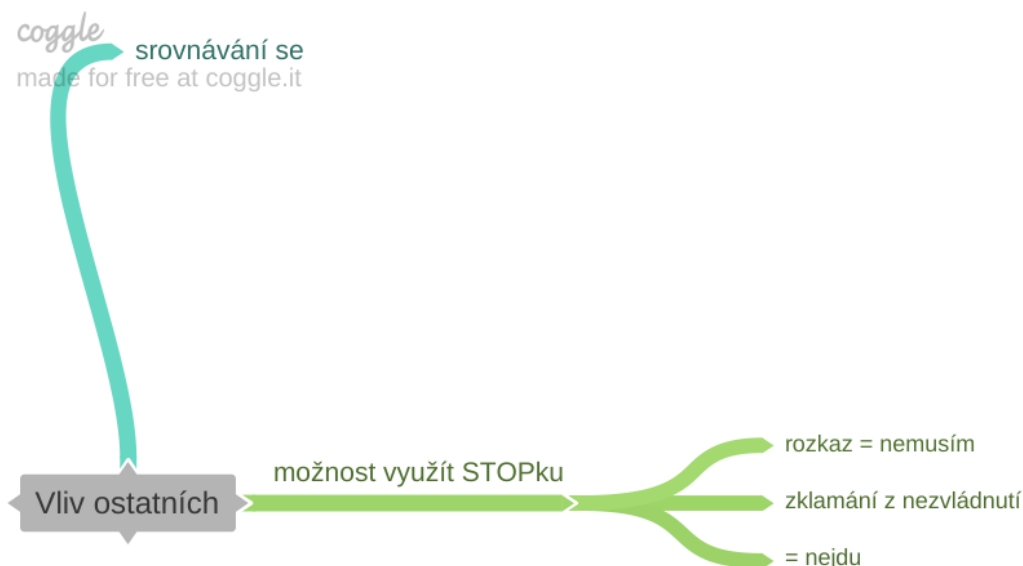 coggle
srovnávání se
made for free at coggle.it
možnost využít STOPku
Vliv ostatních
rozkaz = nemusím
zklamání z nezvládnutí
= nejdu